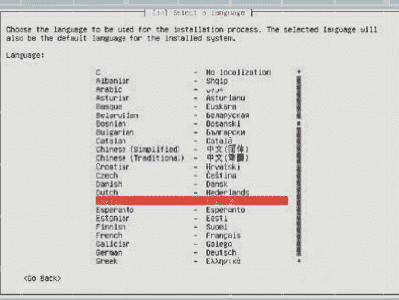 [!!] Select a language
Choose the language to be used for the installation process. The selected language will
also be the default language for the installed system.
Language:
C - No localization
Albanian - Shqip
Arabic - عربي
Asturian - Asturianu
Basque - Euskara
Belarusian - Беларуская
Bosnian - Bosanski
Bulgarian - Български
Catalan - Català
Chinese (Simplified) - 中文(简体)
Chinese (Traditional) - 中文(繁體)
Croatian - Hrvatski
Czech - Čeština
Danish - Dansk
Dutch - Nederlands
Esperanto - Esperanto
Estonian - Eesti
Finnish - Suomi
French - Français
Galician - Galego
German - Deutsch
Greek - Ελληνικά
<Go Back>